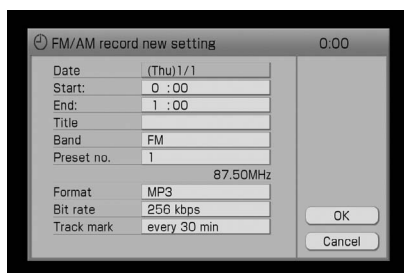 FM/AM record new setting 0:00
Date (Thu)1/1
Start: 0 :00
End: 1 :00
Title
Band FM
Preset no. 1
87.50MHz
Format MP3
Bit rate 256 kbps
Track mark every 30 min
OK
Cancel